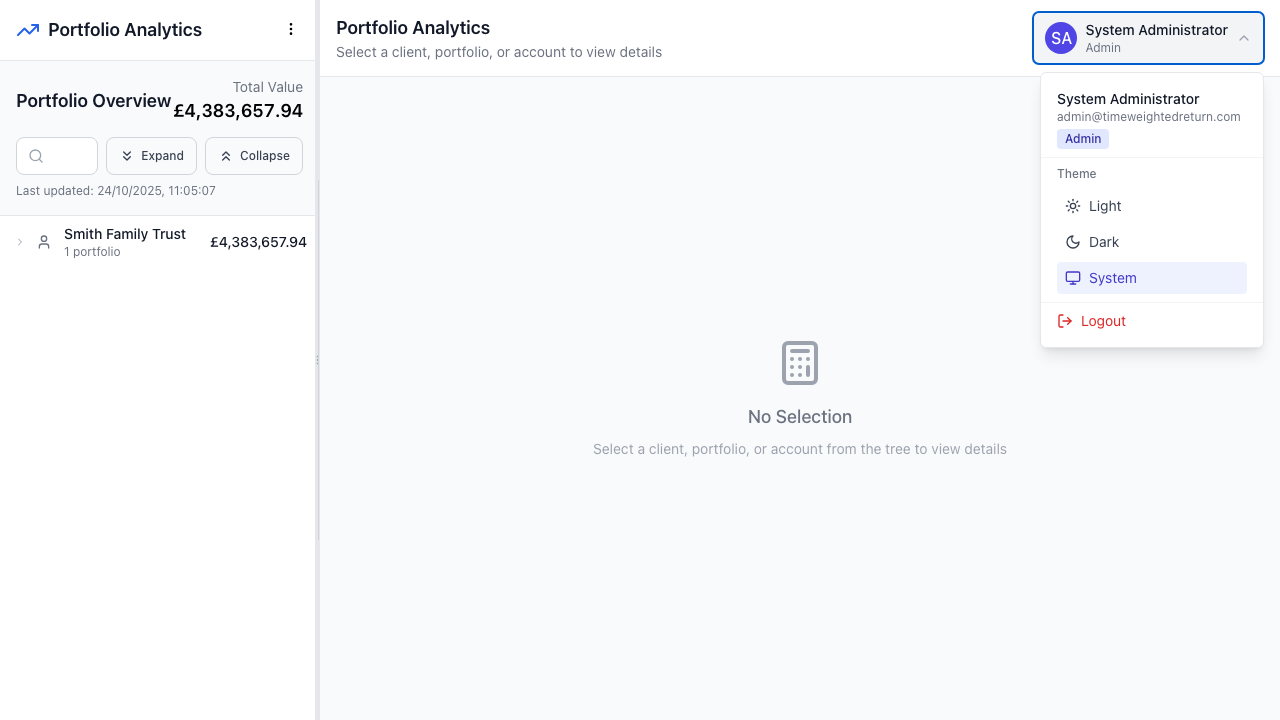 Portfolio Analytics
Portfolio Overview
Total Value
£4,383,657.94
Expand
Collapse
Last updated: 24/10/2025, 11:05:07
Smith Family Trust
1 portfolio
£4,383,657.94
Portfolio Analytics
Select a client, portfolio, or account to view details
SA
System Administrator
Admin
System Administrator
admin@timeweightedreturn.com
Admin
Theme
Light
Dark
System
Logout
No Selection
Select a client, portfolio, or account from the tree to view details